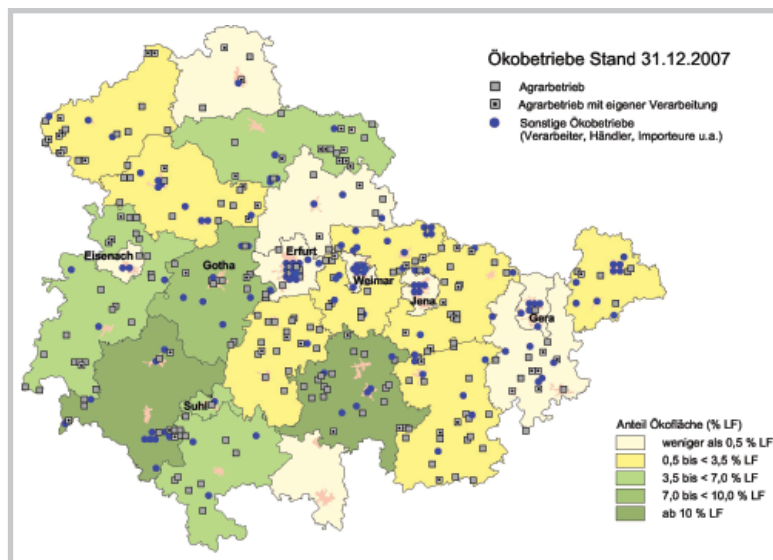 Ökobetriebe Stand 31.12.2007
Agrarbetrieb
Agrarbetrieb mit eigener Verarbeitung
Sonstige Ökobetriebe
(Verarbeiter, Händler, Importeure u.a.)
Eisenach
Gotha
Erfurt
Weimar
Jena
Gera
Suhl
Anteil Ökofläche (% LF)
weniger als 0,5 % LF
0,5 bis < 3,5 % LF
3,5 bis < 7,0 % LF
7,0 bis < 10,0 % LF
ab 10 % LF